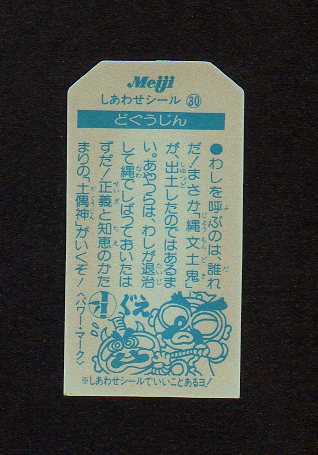 Meiji
しあわせシール㉚
どぐうじん
●わしを呼ぶのは、誰れ
だ！まさか「縄文土鬼」
が、出土したのではあるま
い。あやつらは、わしが退治
して縄でしばっておいたは
ずだ！正義と知恵のかた
まりの、「土偶神」がいくぞ！
〈パワー・マーク〉
ぐえ
※しあわせシールでいいことあるヨ！